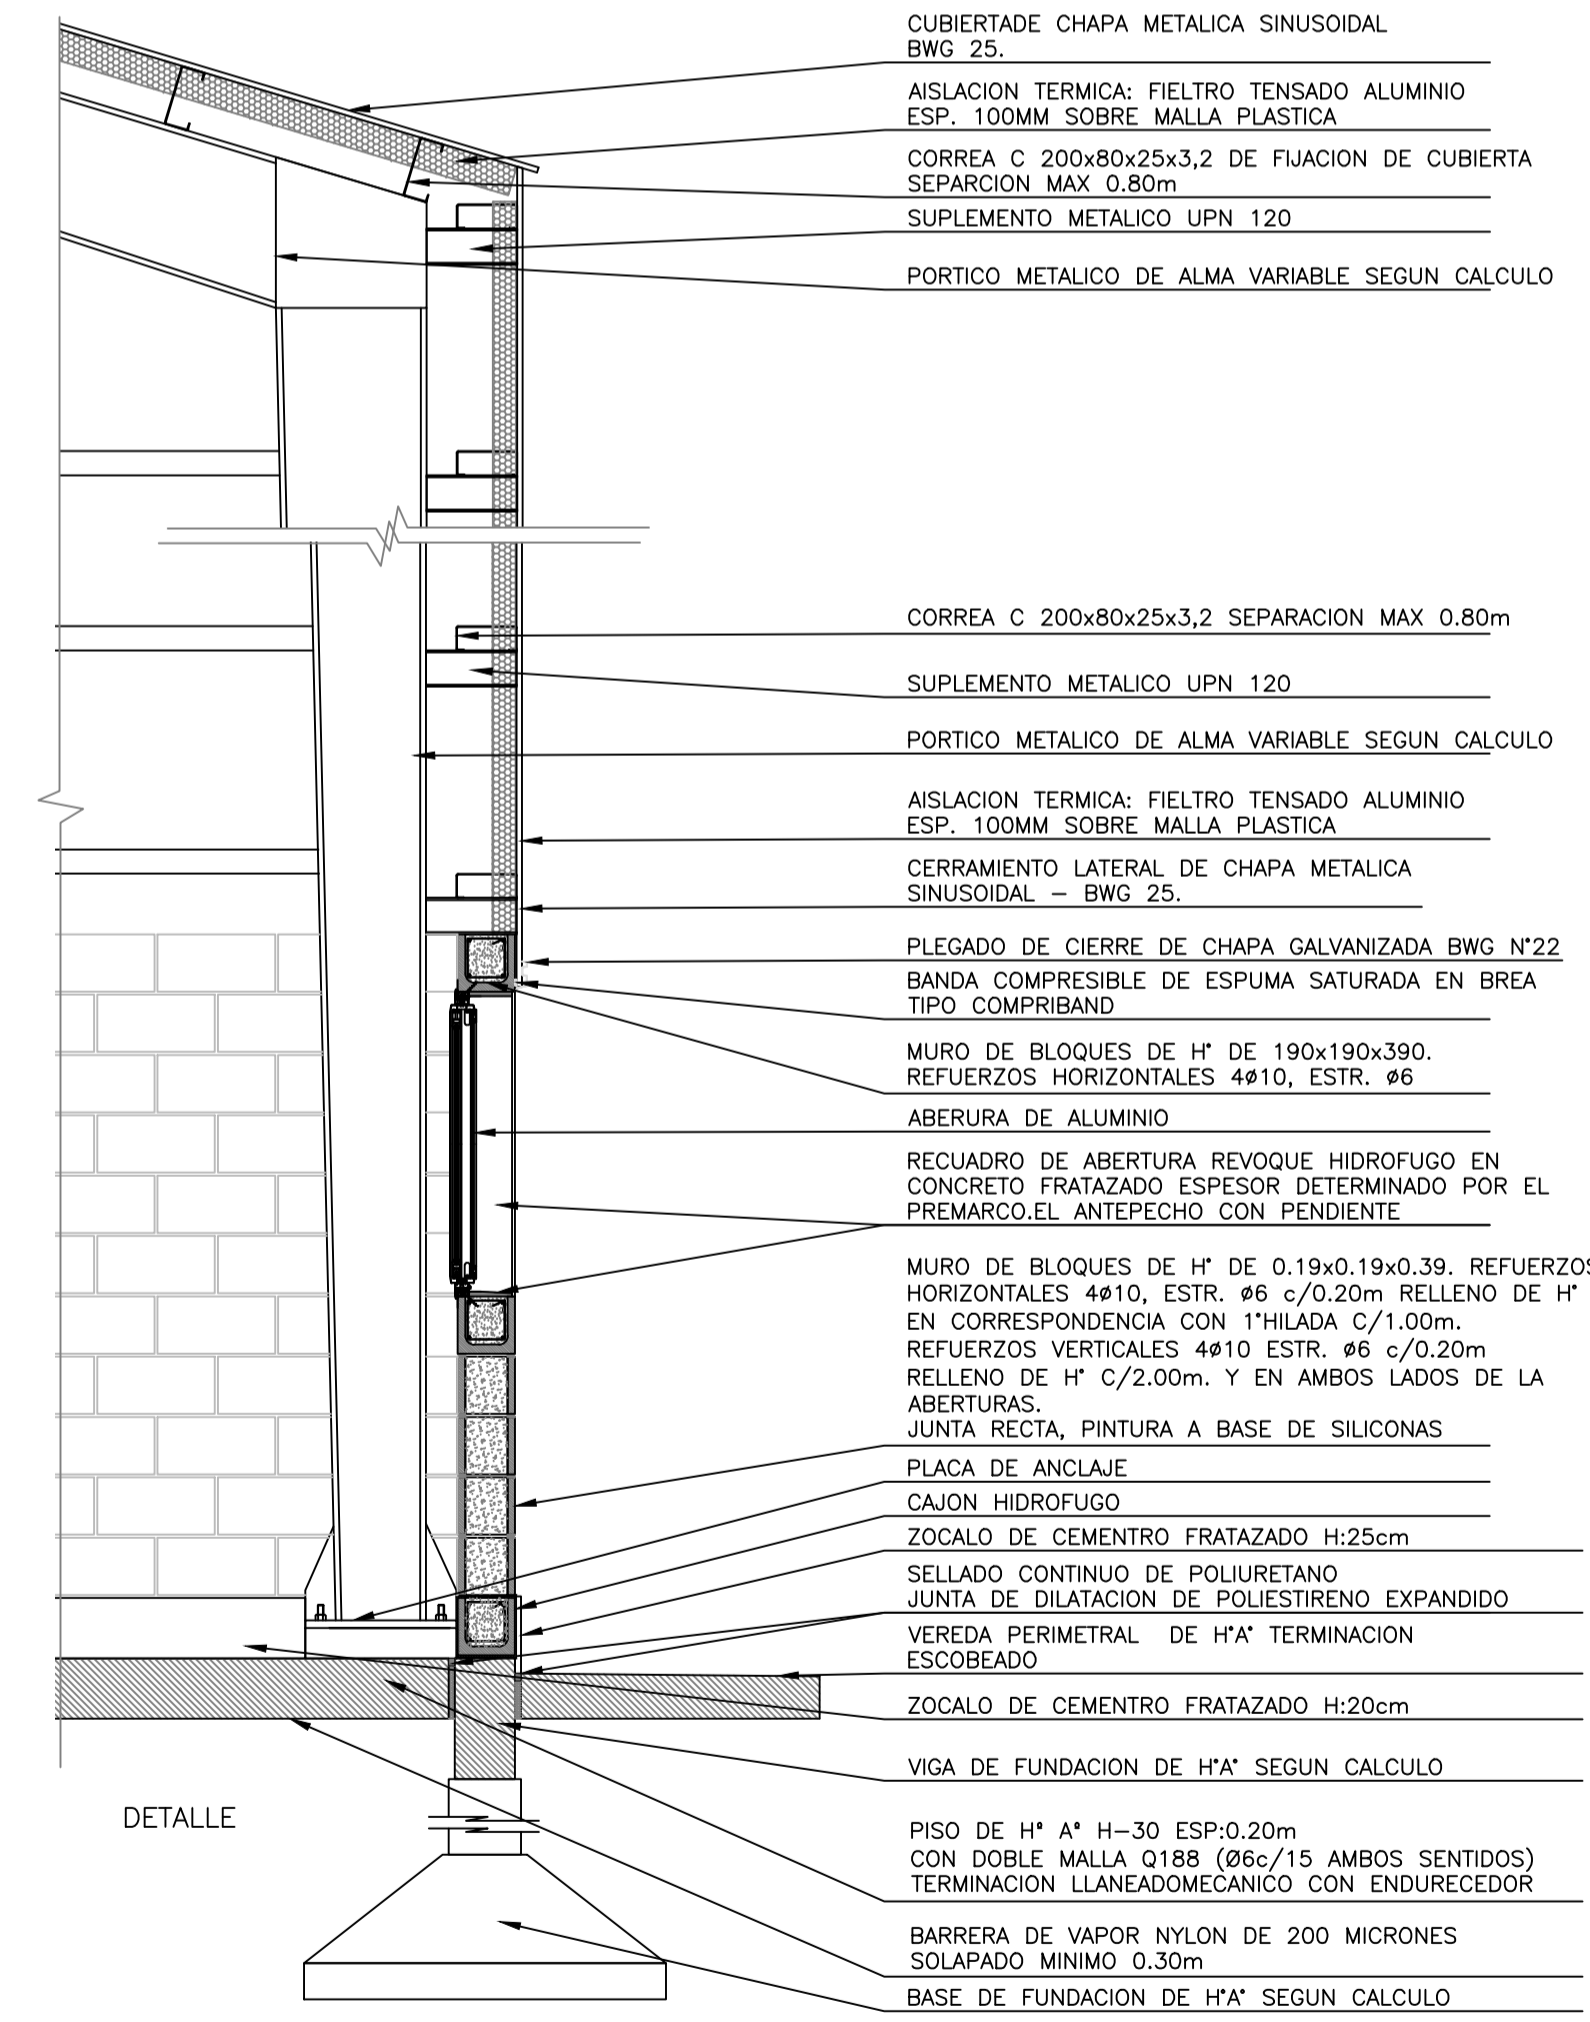 CUBIERTADE CHAPA METALICA SINUSOIDAL
BWG 25.
AISLACION TERMICA: FIELTRO TENSADO ALUMINIO
ESP. 100MM SOBRE MALLA PLASTICA
CORREA C 200x80x25x3,2 DE FIJACION DE CUBIERTA
SEPARCION MAX 0.80m
SUPLEMENTO METALICO UPN 120
PORTICO METALICO DE ALMA VARIABLE SEGUN CALCULO
CORREA C 200x80x25x3,2 SEPARACION MAX 0.80m
SUPLEMENTO METALICO UPN 120
PORTICO METALICO DE ALMA VARIABLE SEGUN CALCULO
AISLACION TERMICA: FIELTRO TENSADO ALUMINIO
ESP. 100MM SOBRE MALLA PLASTICA
CERRAMIENTO LATERAL DE CHAPA METALICA
SINUSOIDAL – BWG 25.
PLEGADO DE CIERRE DE CHAPA GALVANIZADA BWG N°22
BANDA COMPRESIBLE DE ESPUMA SATURADA EN BREA
TIPO COMPRIBAND
MURO DE BLOQUES DE H° DE 190x190x390.
REFUERZOS HORIZONTALES 4ø10, ESTR. ø6
ABERURA DE ALUMINIO
RECUADRO DE ABERTURA REVOQUE HIDROFUGO EN
CONCRETO FRATAZADO ESPESOR DETERMINADO POR EL
PREMARCO.EL ANTEPECHO CON PENDIENTE
MURO DE BLOQUES DE H° DE 0.19x0.19x0.39. REFUERZOS
HORIZONTALES 4ø10, ESTR. ø6 c/0.20m RELLENO DE H°
EN CORRESPONDENCIA CON 1°HILADA C/1.00m.
REFUERZOS VERTICALES 4ø10 ESTR. ø6 c/0.20m
RELLENO DE H° C/2.00m. Y EN AMBOS LADOS DE LA
ABERTURAS.
JUNTA RECTA, PINTURA A BASE DE SILICONAS
PLACA DE ANCLAJE
CAJON HIDROFUGO
ZOCALO DE CEMENTRO FRATAZADO H:25cm
SELLADO CONTINUO DE POLIURETANO
JUNTA DE DILATACION DE POLIESTIRENO EXPANDIDO
VEREDA PERIMETRAL DE H°A° TERMINACION
ESCOBEADO
ZOCALO DE CEMENTRO FRATAZADO H:20cm
VIGA DE FUNDACION DE H°A° SEGUN CALCULO
DETALLE
PISO DE Hº Aº H–30 ESP:0.20m
CON DOBLE MALLA Q188 (Ø6c/15 AMBOS SENTIDOS)
TERMINACION LLANEADOMECANICO CON ENDURECEDOR
BARRERA DE VAPOR NYLON DE 200 MICRONES
SOLAPADO MINIMO 0.30m
BASE DE FUNDACION DE H°A° SEGUN CALCULO